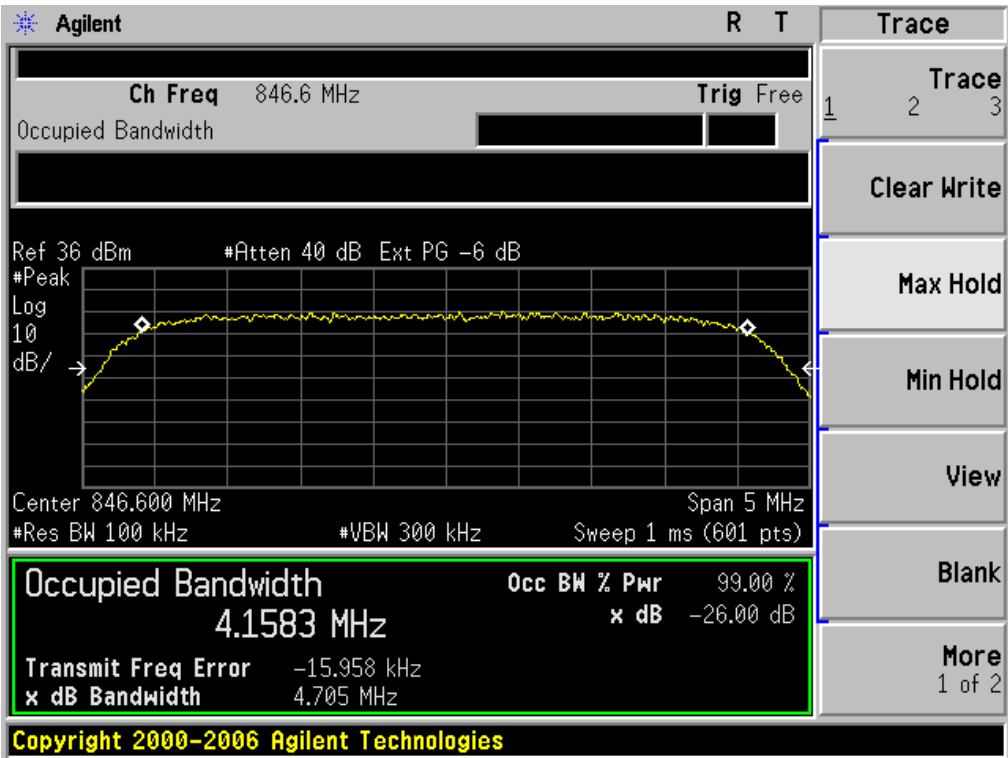 Agilent R T
Ch Freq 846.6 MHz Trig Free
Occupied Bandwidth
Ref 36 dBm #Atten 40 dB Ext PG -6 dB
#Peak
Log
10
dB/
Center 846.600 MHz Span 5 MHz
#Res BW 100 kHz #VBW 300 kHz Sweep 1 ms (601 pts)
Occupied Bandwidth Occ BW % Pwr 99.00 %
4.1583 MHz x dB -26.00 dB
Transmit Freq Error -15.958 kHz
x dB Bandwidth 4.705 MHz
Copyright 2000-2006 Agilent Technologies
Trace
Trace
1 2 3
Clear Write
Max Hold
Min Hold
View
Blank
More
1 of 2